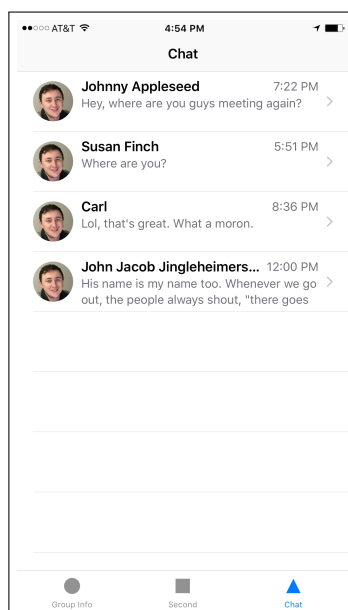 AT&T 4:54 PM
Chat
Johnny Appleseed 7:22 PM
Hey, where are you guys meeting again?
Susan Finch 5:51 PM
Where are you?
Carl 8:36 PM
Lol, that's great. What a moron.
John Jacob Jingleheimers... 12:00 PM
His name is my name too. Whenever we go
out, the people always shout, "there goes
Group Info Second Chat